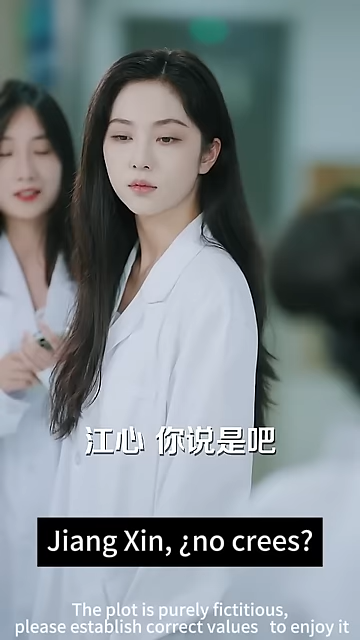 江心 你说是吧
Jiang Xin, ¿no crees?
The plot is purely fictitious,
please establish correct values to enjoy it